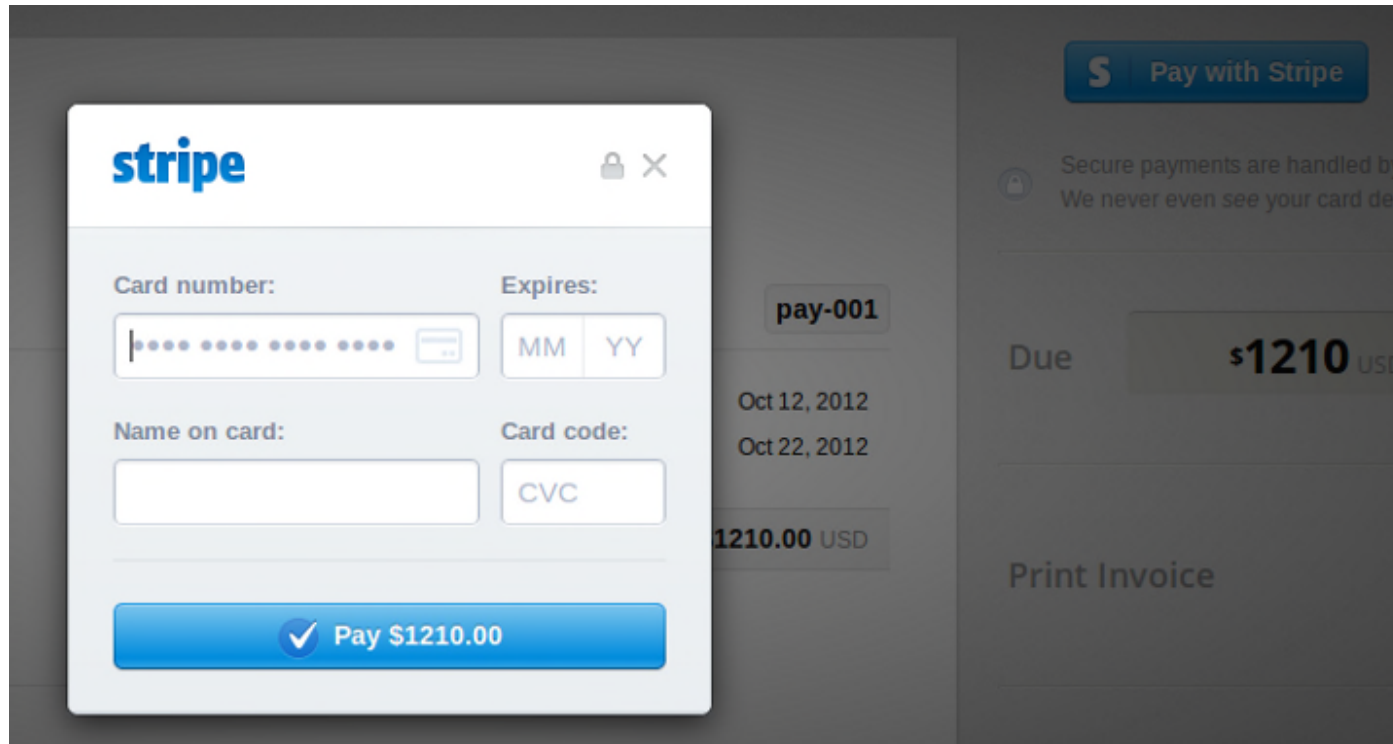 S Pay with Stripe
stripe
Secure payments are handled b
We never even see your card de
Card number:
Expires:
MM YY
pay-001
Due
$1210 USD
Oct 12, 2012
Name on card:
Card code:
Oct 22, 2012
CVC
1210.00 USD
Print Invoice
Pay $1210.00